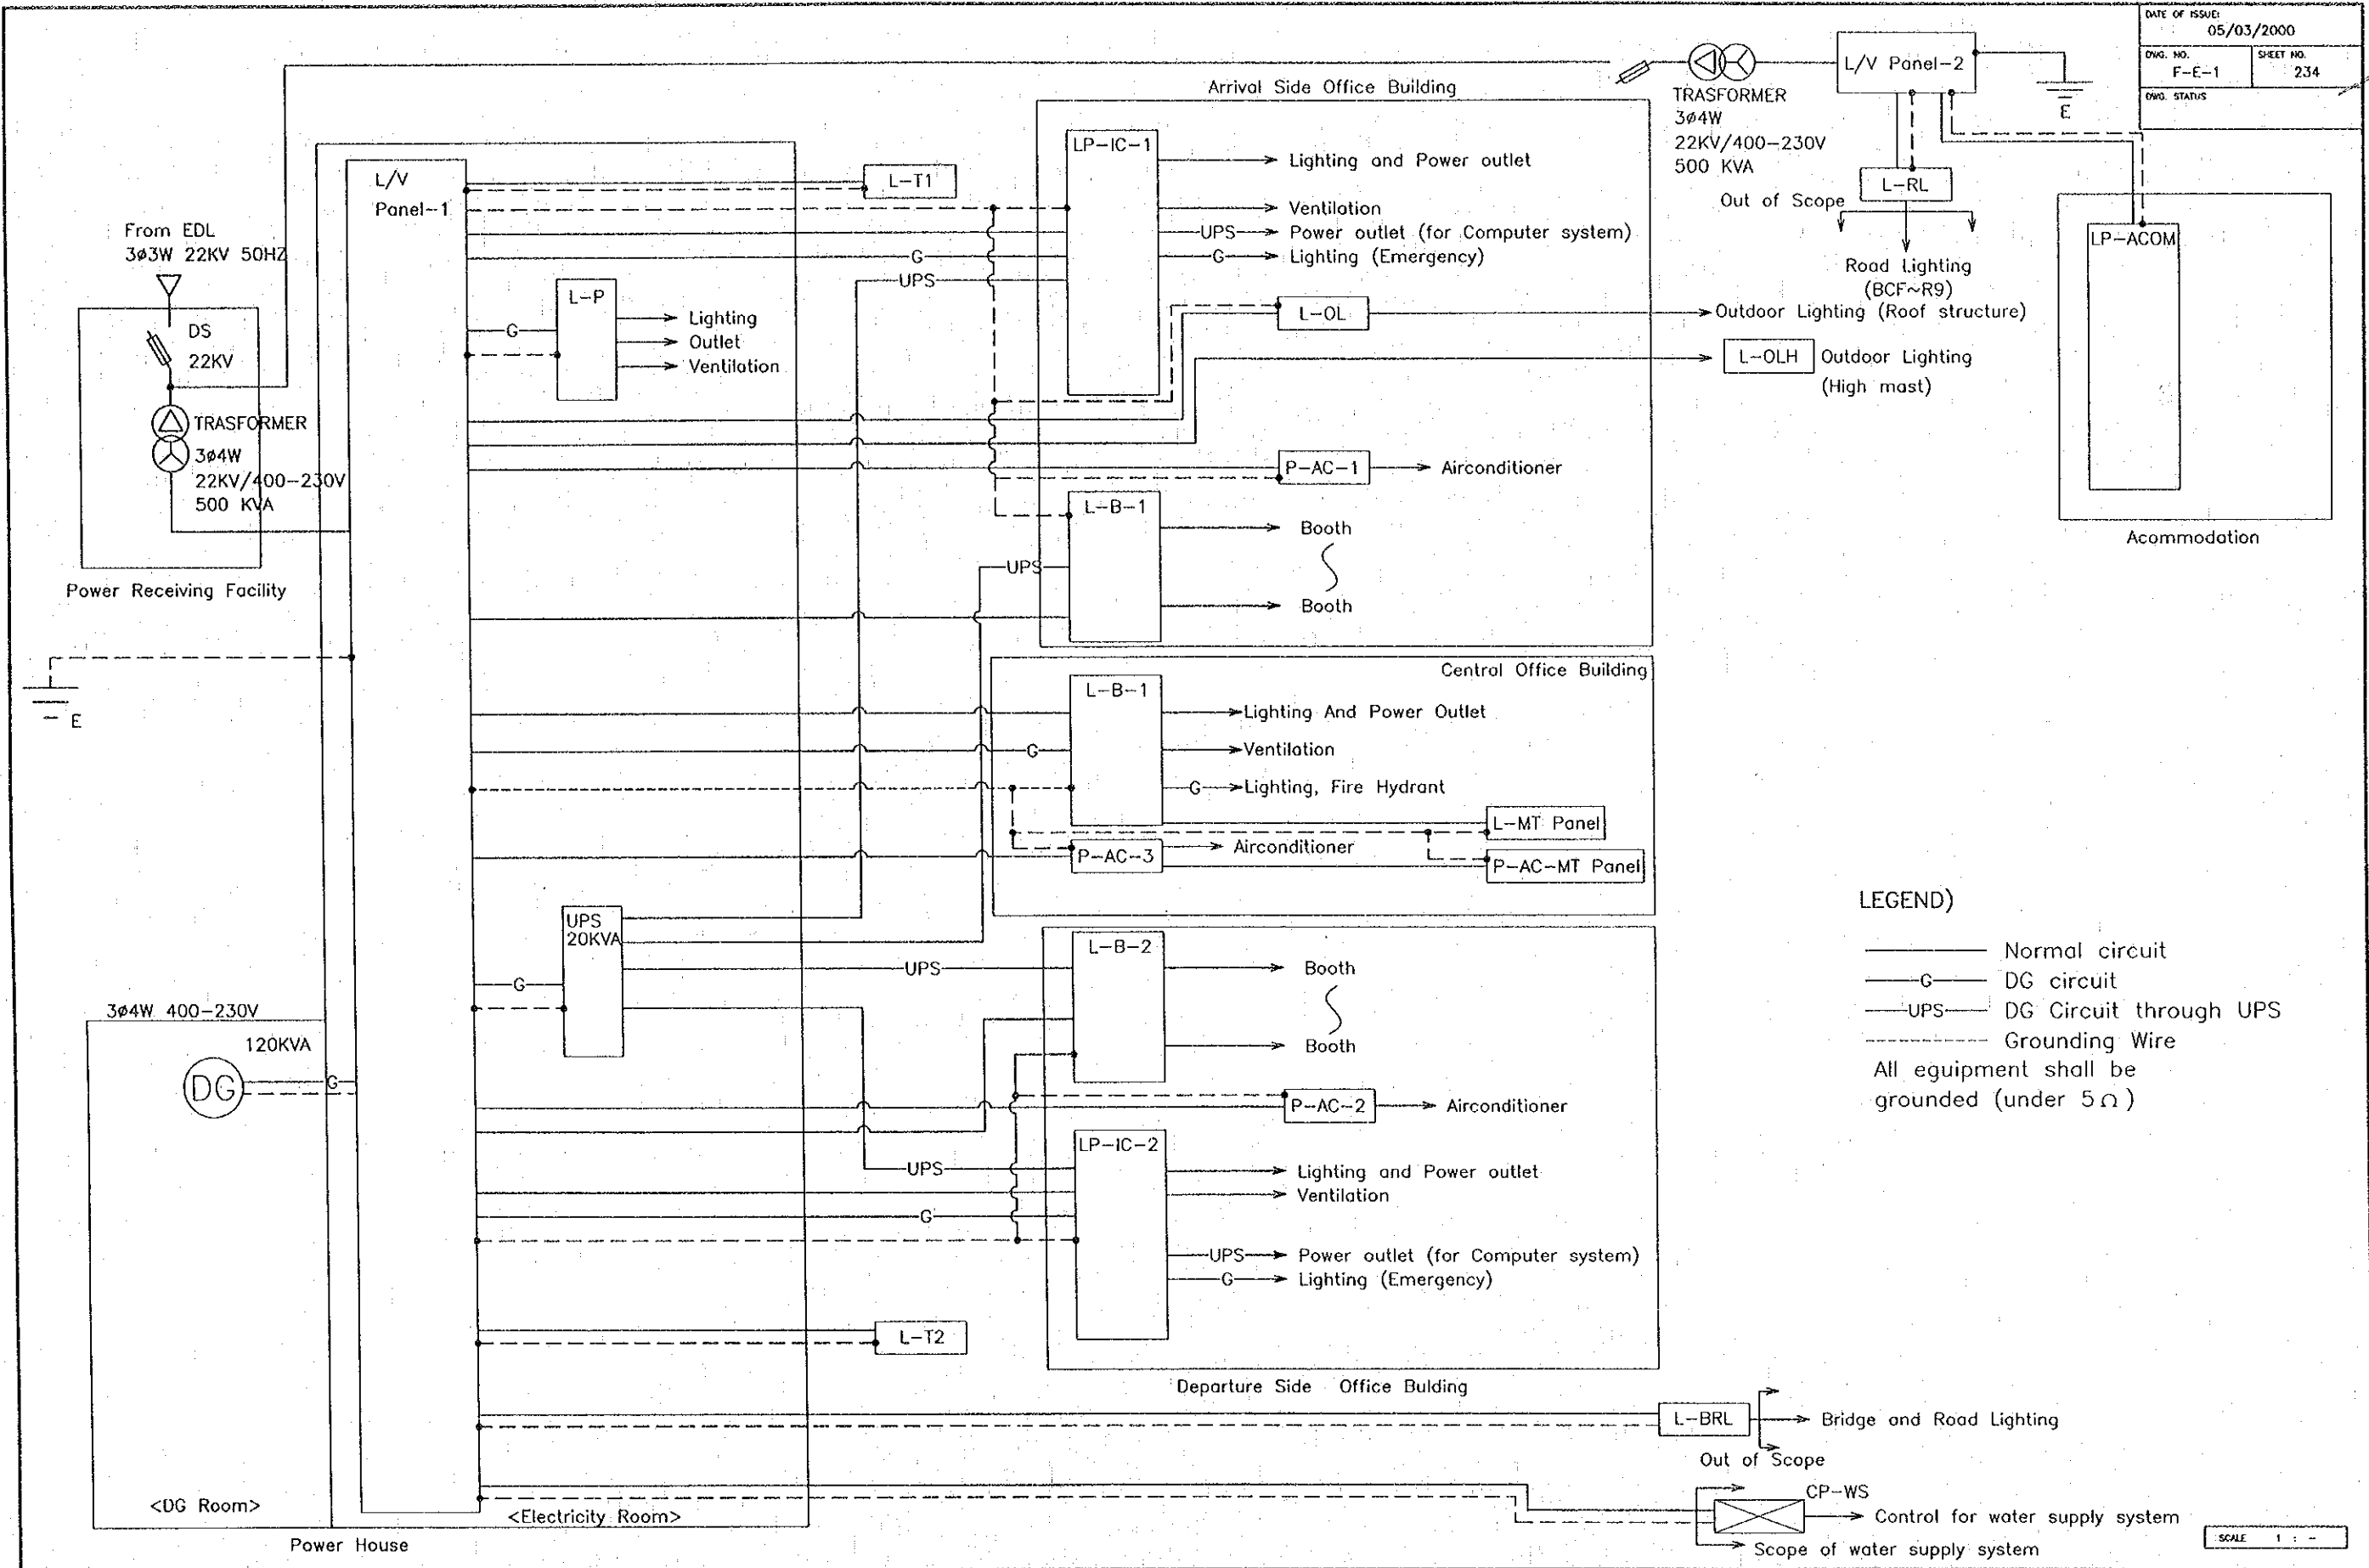 DATE OF ISSUE:
05/03/2000
DWG. NO.
F-E-1
SHEET NO.
234
DWG. STATUS
L/V Panel-2
E
TRASFORMER
3ø4W
22KV/400-230V
500 KVA
L-RL
Out of Scope
Road Lighting
(BCF~R9)
LP-ACOM
Acommodation
Arrival Side Office Building
LP-IC-1
Lighting and Power outlet
Ventilation
UPS
Power outlet (for Computer system)
G
Lighting (Emergency)
L-OL
Outdoor Lighting (Roof structure)
L-OLH
Outdoor Lighting
(High mast)
P-AC-1
Airconditioner
L-B-1
Booth
Booth
UPS
L/V
Panel-1
L-T1
G
UPS
L-P
G
Lighting
Outlet
Ventilation
From EDL
3ø3W 22KV 50HZ
DS
22KV
TRASFORMER
3ø4W
22KV/400-230V
500 KVA
Power Receiving Facility
E
Central Office Building
L-B-1
Lighting And Power Outlet
G
Ventilation
G
Lighting, Fire Hydrant
L-MT Panel
P-AC-3
Airconditioner
P-AC-MT Panel
UPS
20KVA
G
UPS
L-B-2
Booth
Booth
P-AC-2
Airconditioner
LP-IC-2
UPS
G
Lighting and Power outlet
Ventilation
UPS
Power outlet (for Computer system)
G
Lighting (Emergency)
L-T2
Departure Side Office Bulding
3ø4W 400-230V
120KVA
DG
G
<DG Room>
<Electricity Room>
Power House
L-BRL
Bridge and Road Lighting
Out of Scope
CP-WS
Control for water supply system
Scope of water supply system
LEGEND)
Normal circuit
G
DG circuit
UPS
DG Circuit through UPS
Grounding Wire
All eguipment shall be
grounded (under 5Ω)
SCALE 1 : -